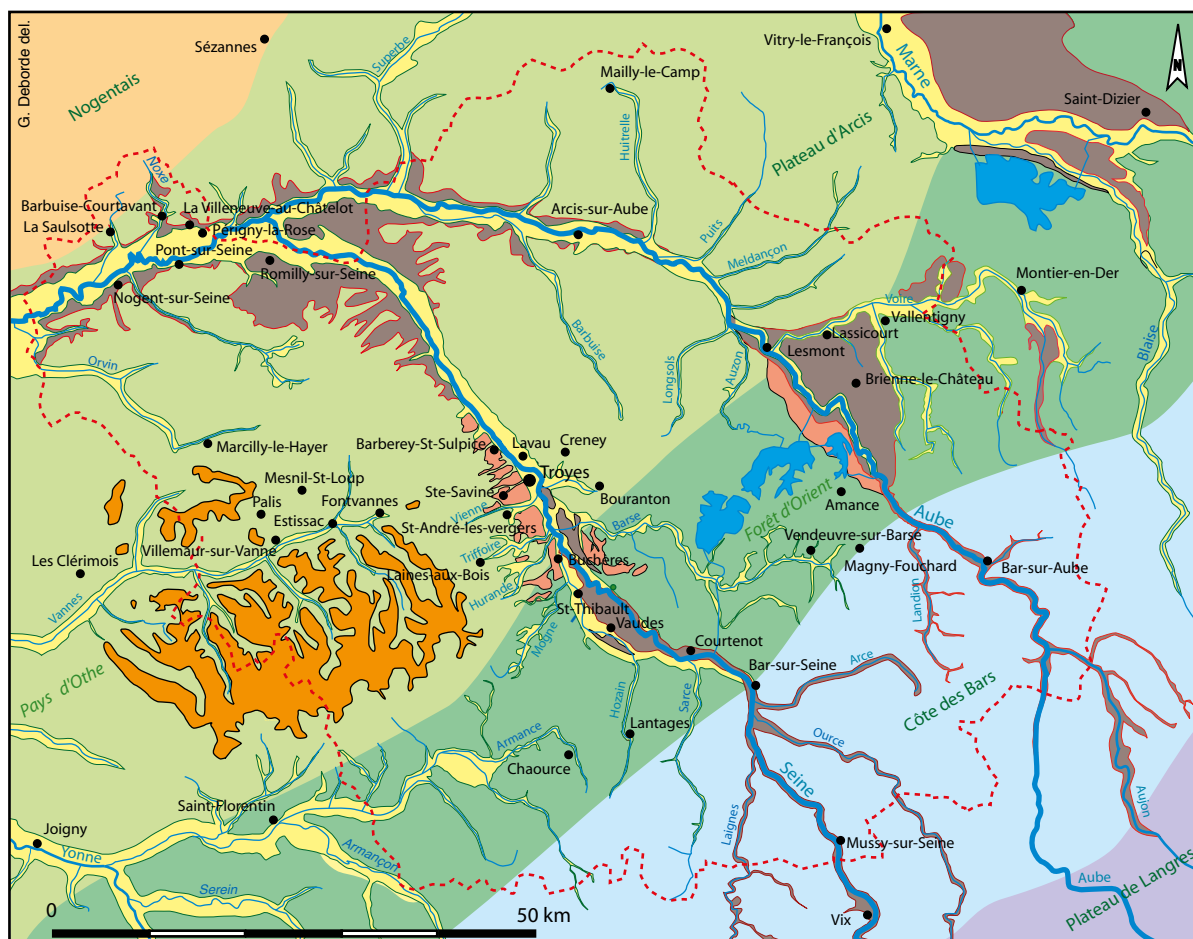 G. Deborde del.
Sézannes
Superbe
Vitry-le-François
Marne
N
Nogentais
Mailly-le-Camp
Saint-Dizier
Plateau d'Arcis
Huitrelle
Noxe
Barbuise-Courtavant
La Villeneuve-au-Châtelot
La Saulsotte
Périgny-la-Rose
Arcis-sur-Aube
Puits
Pont-sur-Seine
Romilly-sur-Seine
Meldançon
Nogent-sur-Seine
Montier-en-Der
Voire
Vallentigny
Lassicourt
Barbuise
Lesmont
Blaise
Orvin
Longsols
Auzon
Brienne-le-Château
Marcilly-le-Hayer
Barberey-St-Sulpice
Lavau
Creney
Troyes
Mesnil-St-Loup
Bouranton
Palis
Fontvannes
Ste-Savine
Amance
Vienne
Forêt d'Orient
Aube
Estissac
St-André-les-vergers
Barse
Villemaur-sur-Vanne
Triffoire
Vendeuvre-sur-Barse
Les Clérimois
Laines-aux-Bois
Buchères
Magny-Fouchard
Bar-sur-Aube
Hurande
Landion
Vannes
St-Thibault
Vaudes
Mogne
Courtenot
Arce
Bar-sur-Seine
Pays d'Othe
Hozain
Sarce
Côte des Bars
Lantages
Armance
Ource
Chaource
Seine
Saint-Florentin
Aujon
Laignes
Joigny
Mussy-sur-Seine
Yonne
Armançon
Aube
Serein
Plateau de Langres
0
50 km
Vix